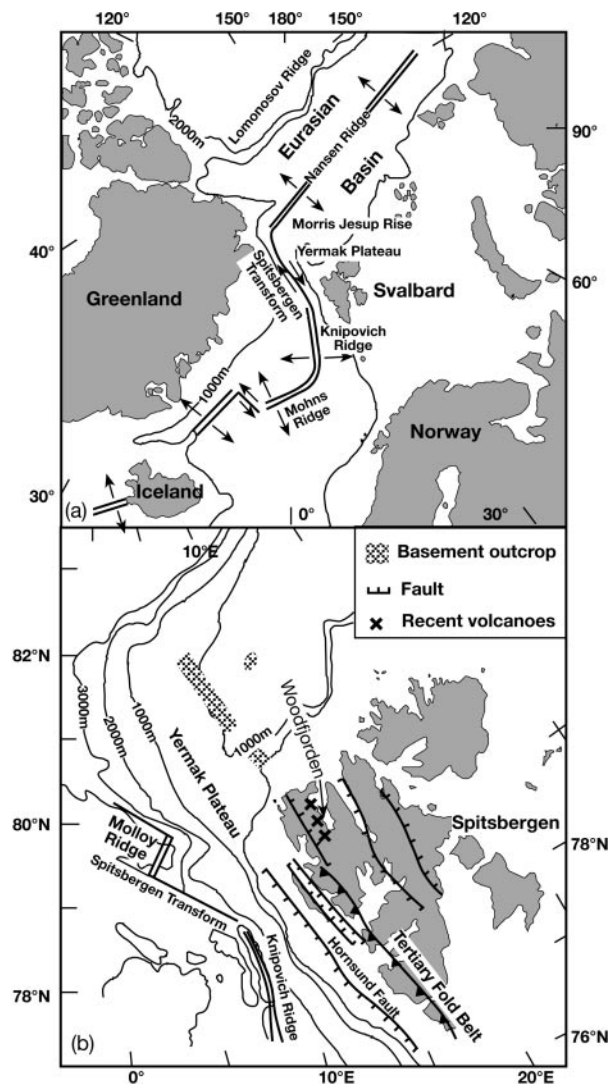 120° 150° 180° 150° 120°
Lomonosov Ridge
2000m
Eurasian
Basin
Nansen Ridge
90°
Morris Jesup Rise
Yermak Plateau
40°
Spitsbergen
Transform
Svalbard
60°
Greenland
Knipovich
Ridge
1000m
Mohns
Ridge
Norway
Iceland
30°
(a)
0° 30°
10°E
Basement outcrop
Fault
Recent volcanoes
82°N
3000m
2000m
1000m
1000m
Woodfjorden
Yermak Plateau
80°N
Molloy
Ridge
Spitsbergen
78°N
Spitsbergen Transform
Knipovich Ridge
Hornsund Fault
Tertiary Fold Belt
78°N
76°N
(b)
0° 10°E 20°E